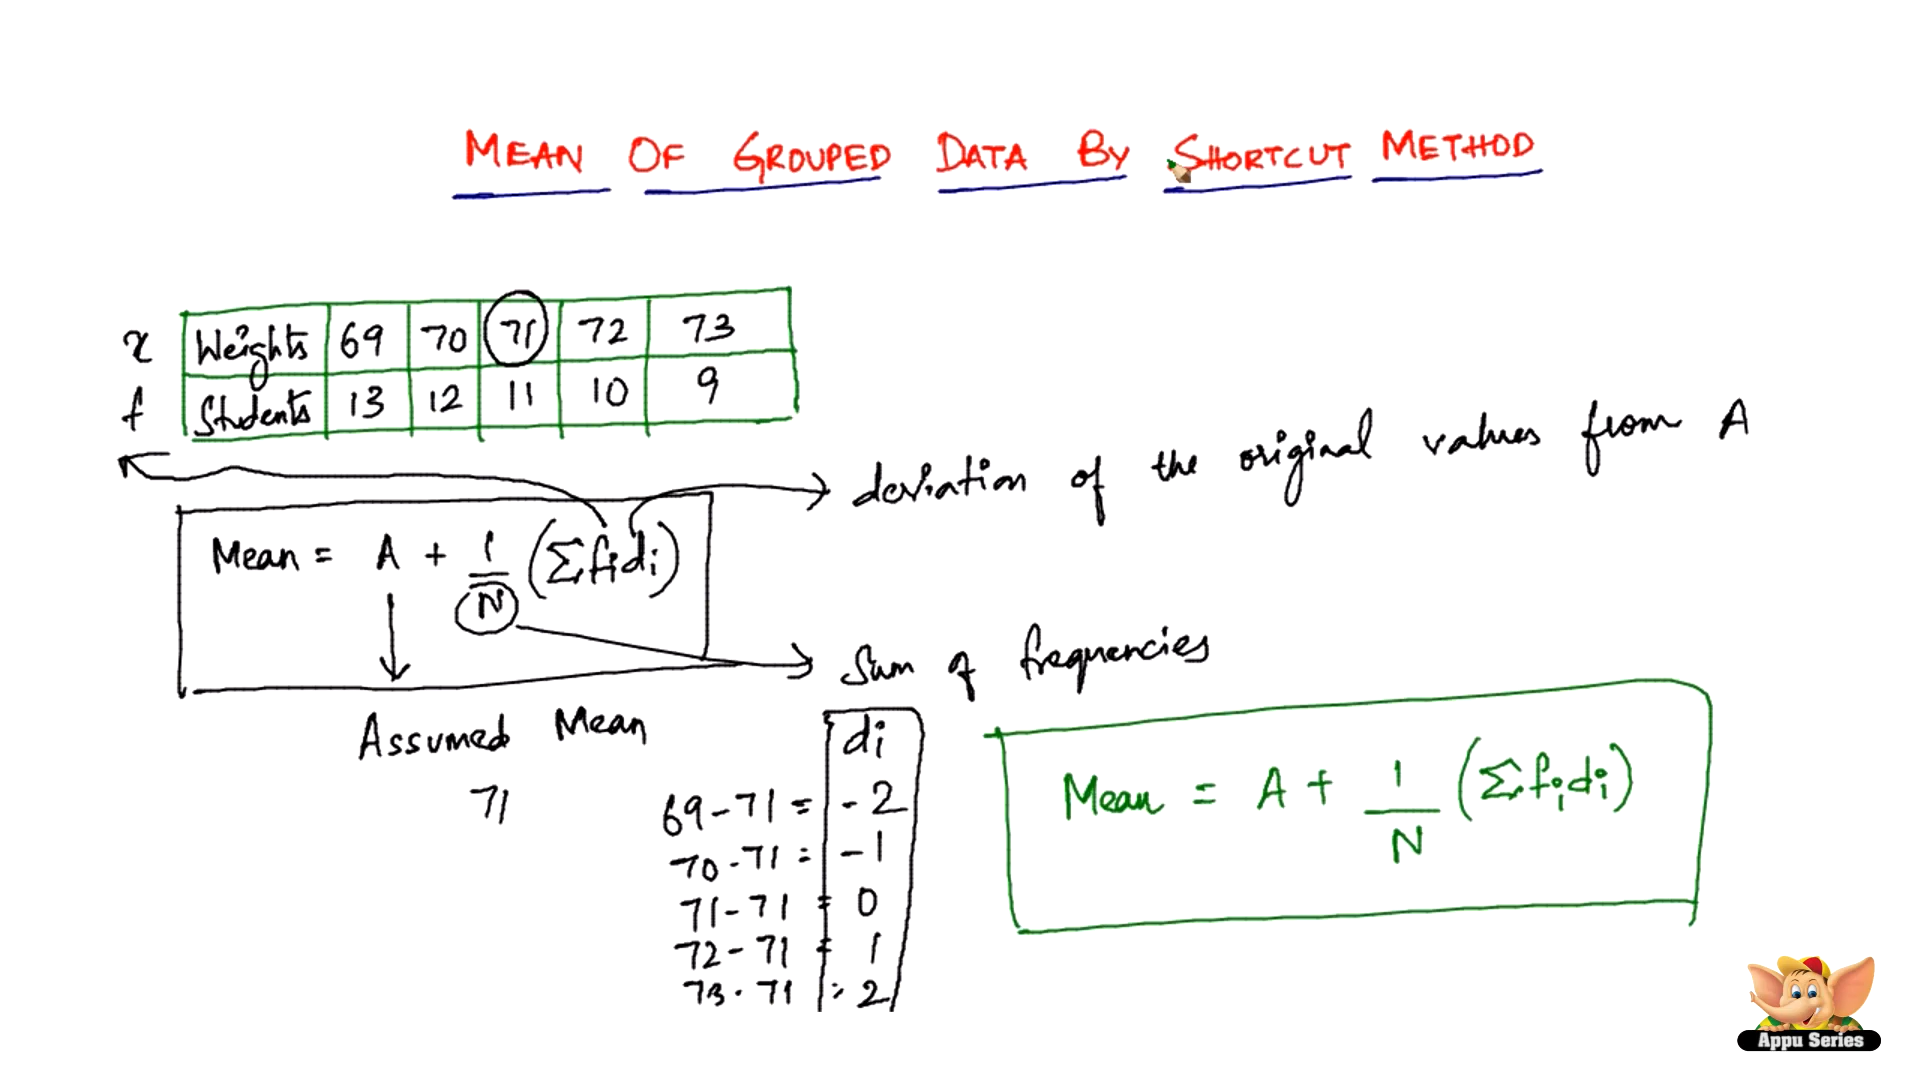 MEAN OF GROUPED DATA BY SHORTCUT METHOD
x Weights 69 70 71 72 73
f Students 13 12 11 10 9
deviation of the original values from A
Mean = A + 1/N (Σfidi)
Sum of frequencies
Assumed Mean
71
di
69-71 = -2
70-71 = -1
71-71 = 0
72-71 = 1
73-71 = 2
Mean = A + 1/N (Σfidi)
Appu Series